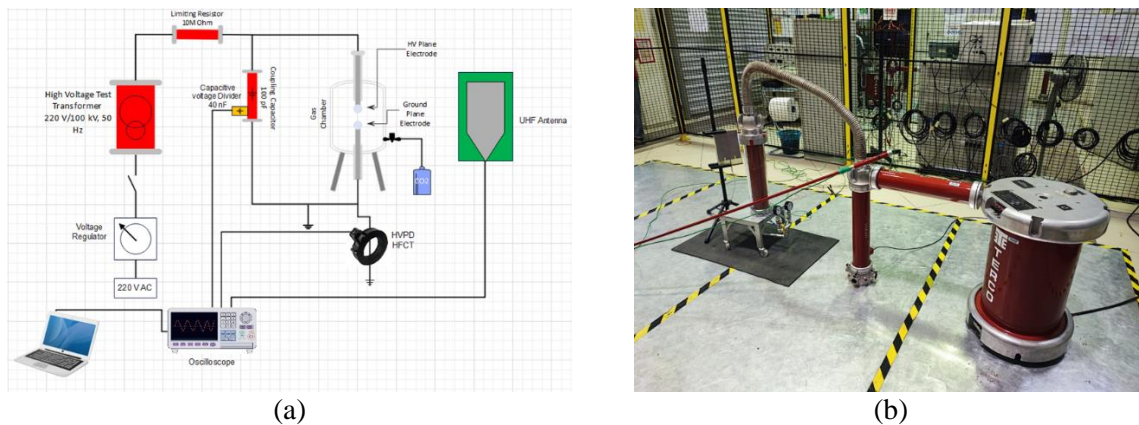 Limiting Resistor
10M Ohm
High Voltage Test
Transformer
220 V/100 kV, 50
Hz
Capacitive
voltage Divider
40 nF
Coupling Capacitor
100 pf
Gas
Chamber
HV Plane
Electrode
Ground
Plane
Electrode
UHF Antenna
CO2
Voltage
Regulator
220 V AC
HVPD
HFCT
Oscilloscope
TERCO
(a)
(b)